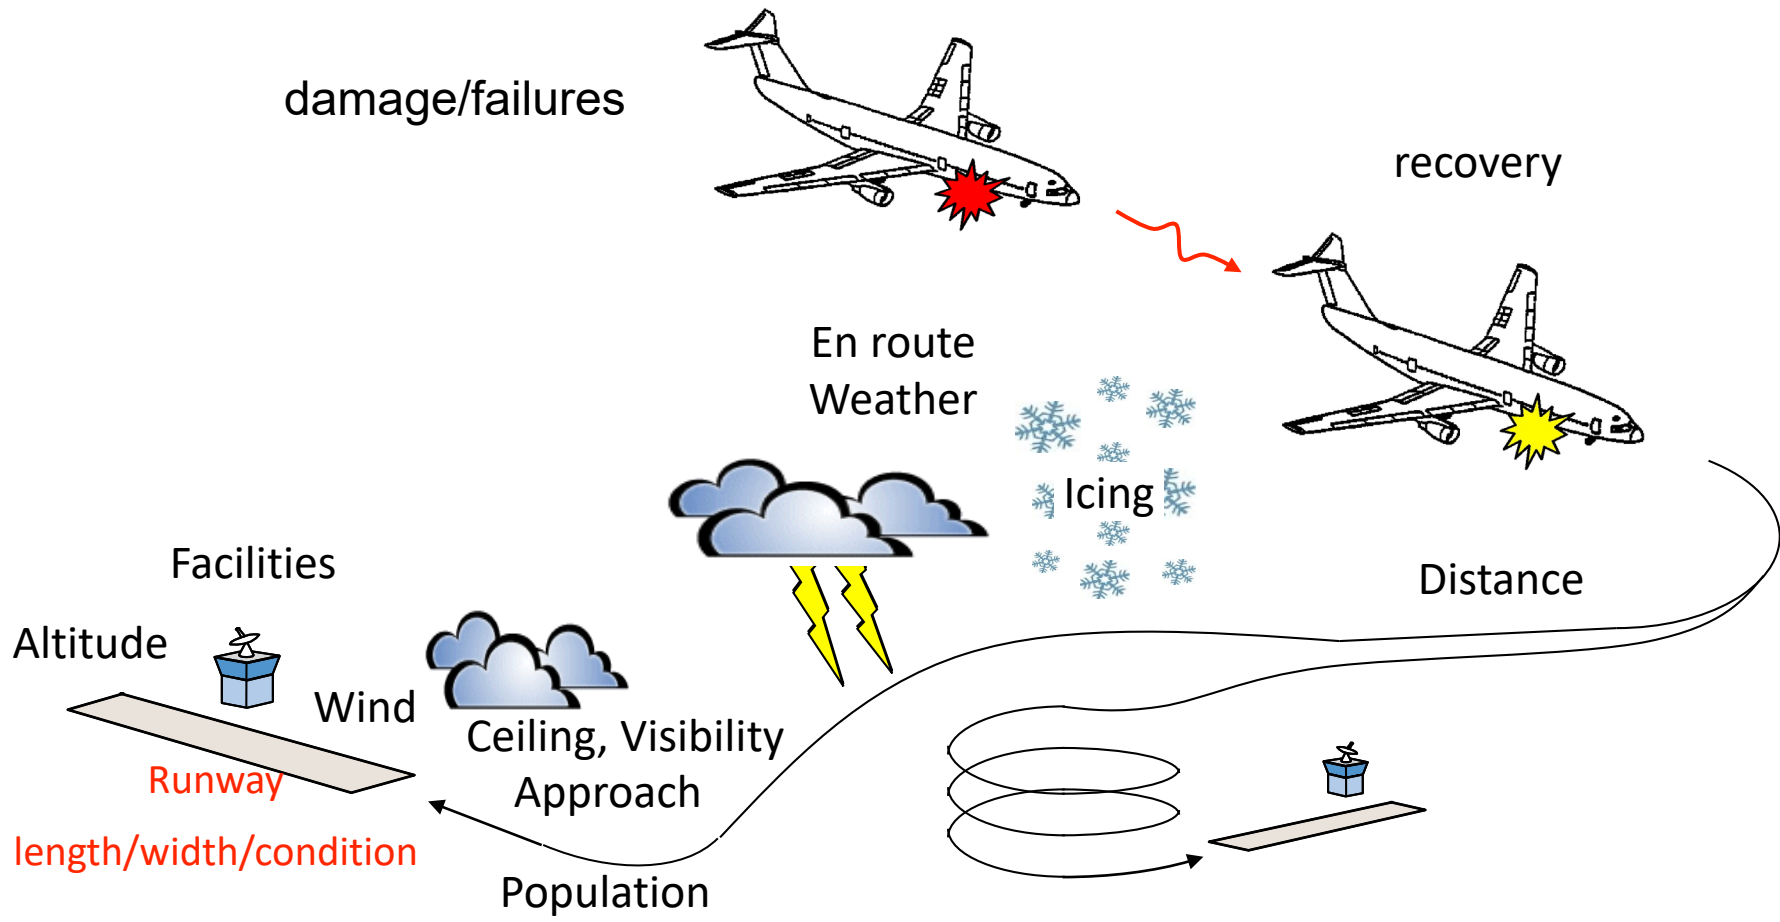 damage/failures
recovery
En route
Weather
Icing
Facilities
Distance
Altitude
Wind
Ceiling, Visibility
Approach
Runway
length/width/condition
Population